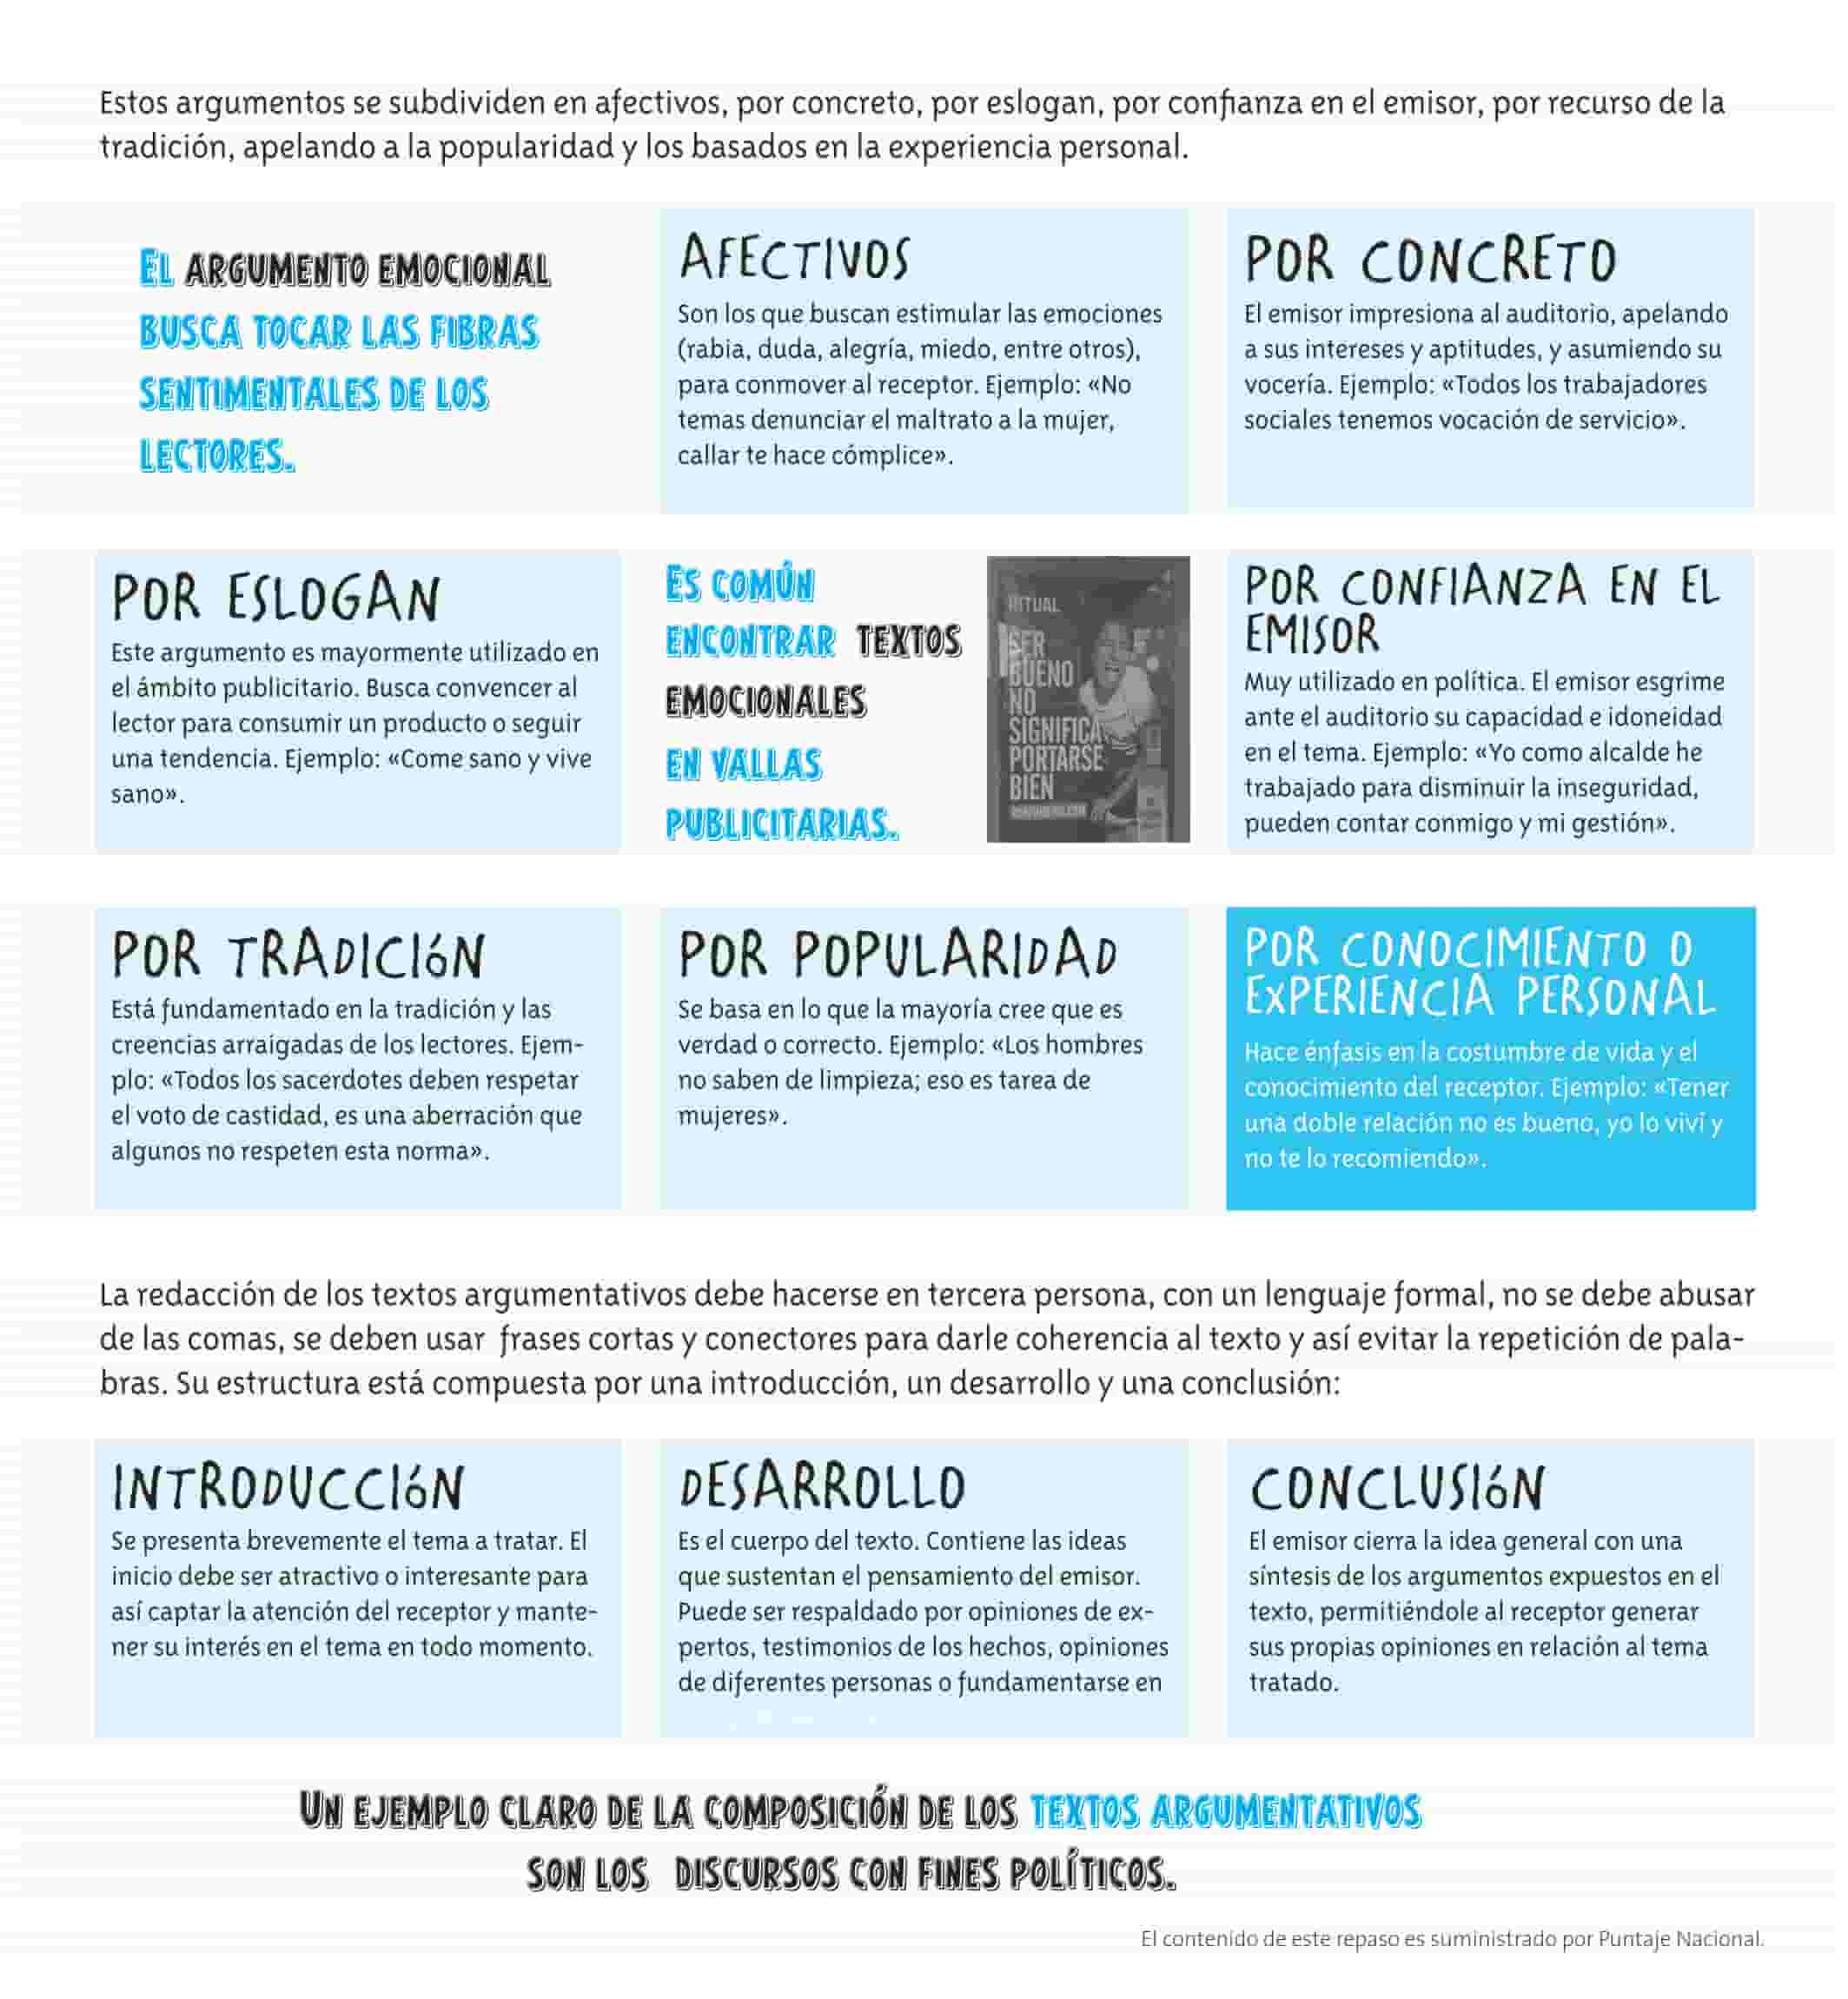 Estos argumentos se subdividen en afectivos, por concreto, por eslogan, por confianza en el emisor, por recurso de la
tradición, apelando a la popularidad y los basados en la experiencia personal.
EL ARGUMENTO EMOCIONAL
BUSCA TOCAR LAS FIBRAS
SENTIMENTALES DE LOS
LECTORES.
AFECTIVOS
Son los que buscan estimular las emociones
(rabia, duda, alegría, miedo, entre otros),
para conmover al receptor. Ejemplo: «No
temas denunciar el maltrato a la mujer,
callar te hace cómplice».
POR CONCRETO
El emisor impresiona al auditorio, apelando
a sus intereses y aptitudes, y asumiendo su
vocería. Ejemplo: «Todos los trabajadores
sociales tenemos vocación de servicio».
POR ESLOGAN
Este argumento es mayormente utilizado en
el ámbito publicitario. Busca convencer al
lector para consumir un producto o seguir
una tendencia. Ejemplo: «Come sano y vive
sano».
ES COMÚN
ENCONTRAR TEXTOS
EMOCIONALES
EN VALLAS
PUBLICITARIAS.
RITUAL
SER
BUENO
NO
SIGNIFICA
PORTARSE
BIEN
POR CONFIANZA EN EL
EMISOR
Muy utilizado en política. El emisor esgrime
ante el auditorio su capacidad e idoneidad
en el tema. Ejemplo: «Yo como alcalde he
trabajado para disminuir la inseguridad,
pueden contar conmigo y mi gestión».
POR TRADICIÓN
Está fundamentado en la tradición y las
creencias arraigadas de los lectores. Ejem-
plo: «Todos los sacerdotes deben respetar
el voto de castidad, es una aberración que
algunos no respeten esta norma».
POR POPULARIDAD
Se basa en lo que la mayoría cree que es
verdad o correcto. Ejemplo: «Los hombres
no saben de limpieza; eso es tarea de
mujeres».
POR CONOCIMIENTO O
EXPERIENCIA PERSONAL
Hace énfasis en la costumbre de vida y el
conocimiento del receptor. Ejemplo: «Tener
una doble relación no es bueno, yo lo viví y
no te lo recomiendo».
La redacción de los textos argumentativos debe hacerse en tercera persona, con un lenguaje formal, no se debe abusar
de las comas, se deben usar frases cortas y conectores para darle coherencia al texto y así evitar la repetición de pala-
bras. Su estructura está compuesta por una introducción, un desarrollo y una conclusión:
INTRODUCCIÓN
Se presenta brevemente el tema a tratar. El
inicio debe ser atractivo o interesante para
así captar la atención del receptor y mante-
ner su interés en el tema en todo momento.
DESARROLLO
Es el cuerpo del texto. Contiene las ideas
que sustentan el pensamiento del emisor.
Puede ser respaldado por opiniones de ex-
pertos, testimonios de los hechos, opiniones
de diferentes personas o fundamentarse en
CONCLUSIÓN
El emisor cierra la idea general con una
síntesis de los argumentos expuestos en el
texto, permitiéndole al receptor generar
sus propias opiniones en relación al tema
tratado.
UN EJEMPLO CLARO DE LA COMPOSICIÓN DE LOS TEXTOS ARGUMENTATIVOS
SON LOS DISCURSOS CON FINES POLÍTICOS.
El contenido de este repaso es suministrado por Puntaje Nacional.